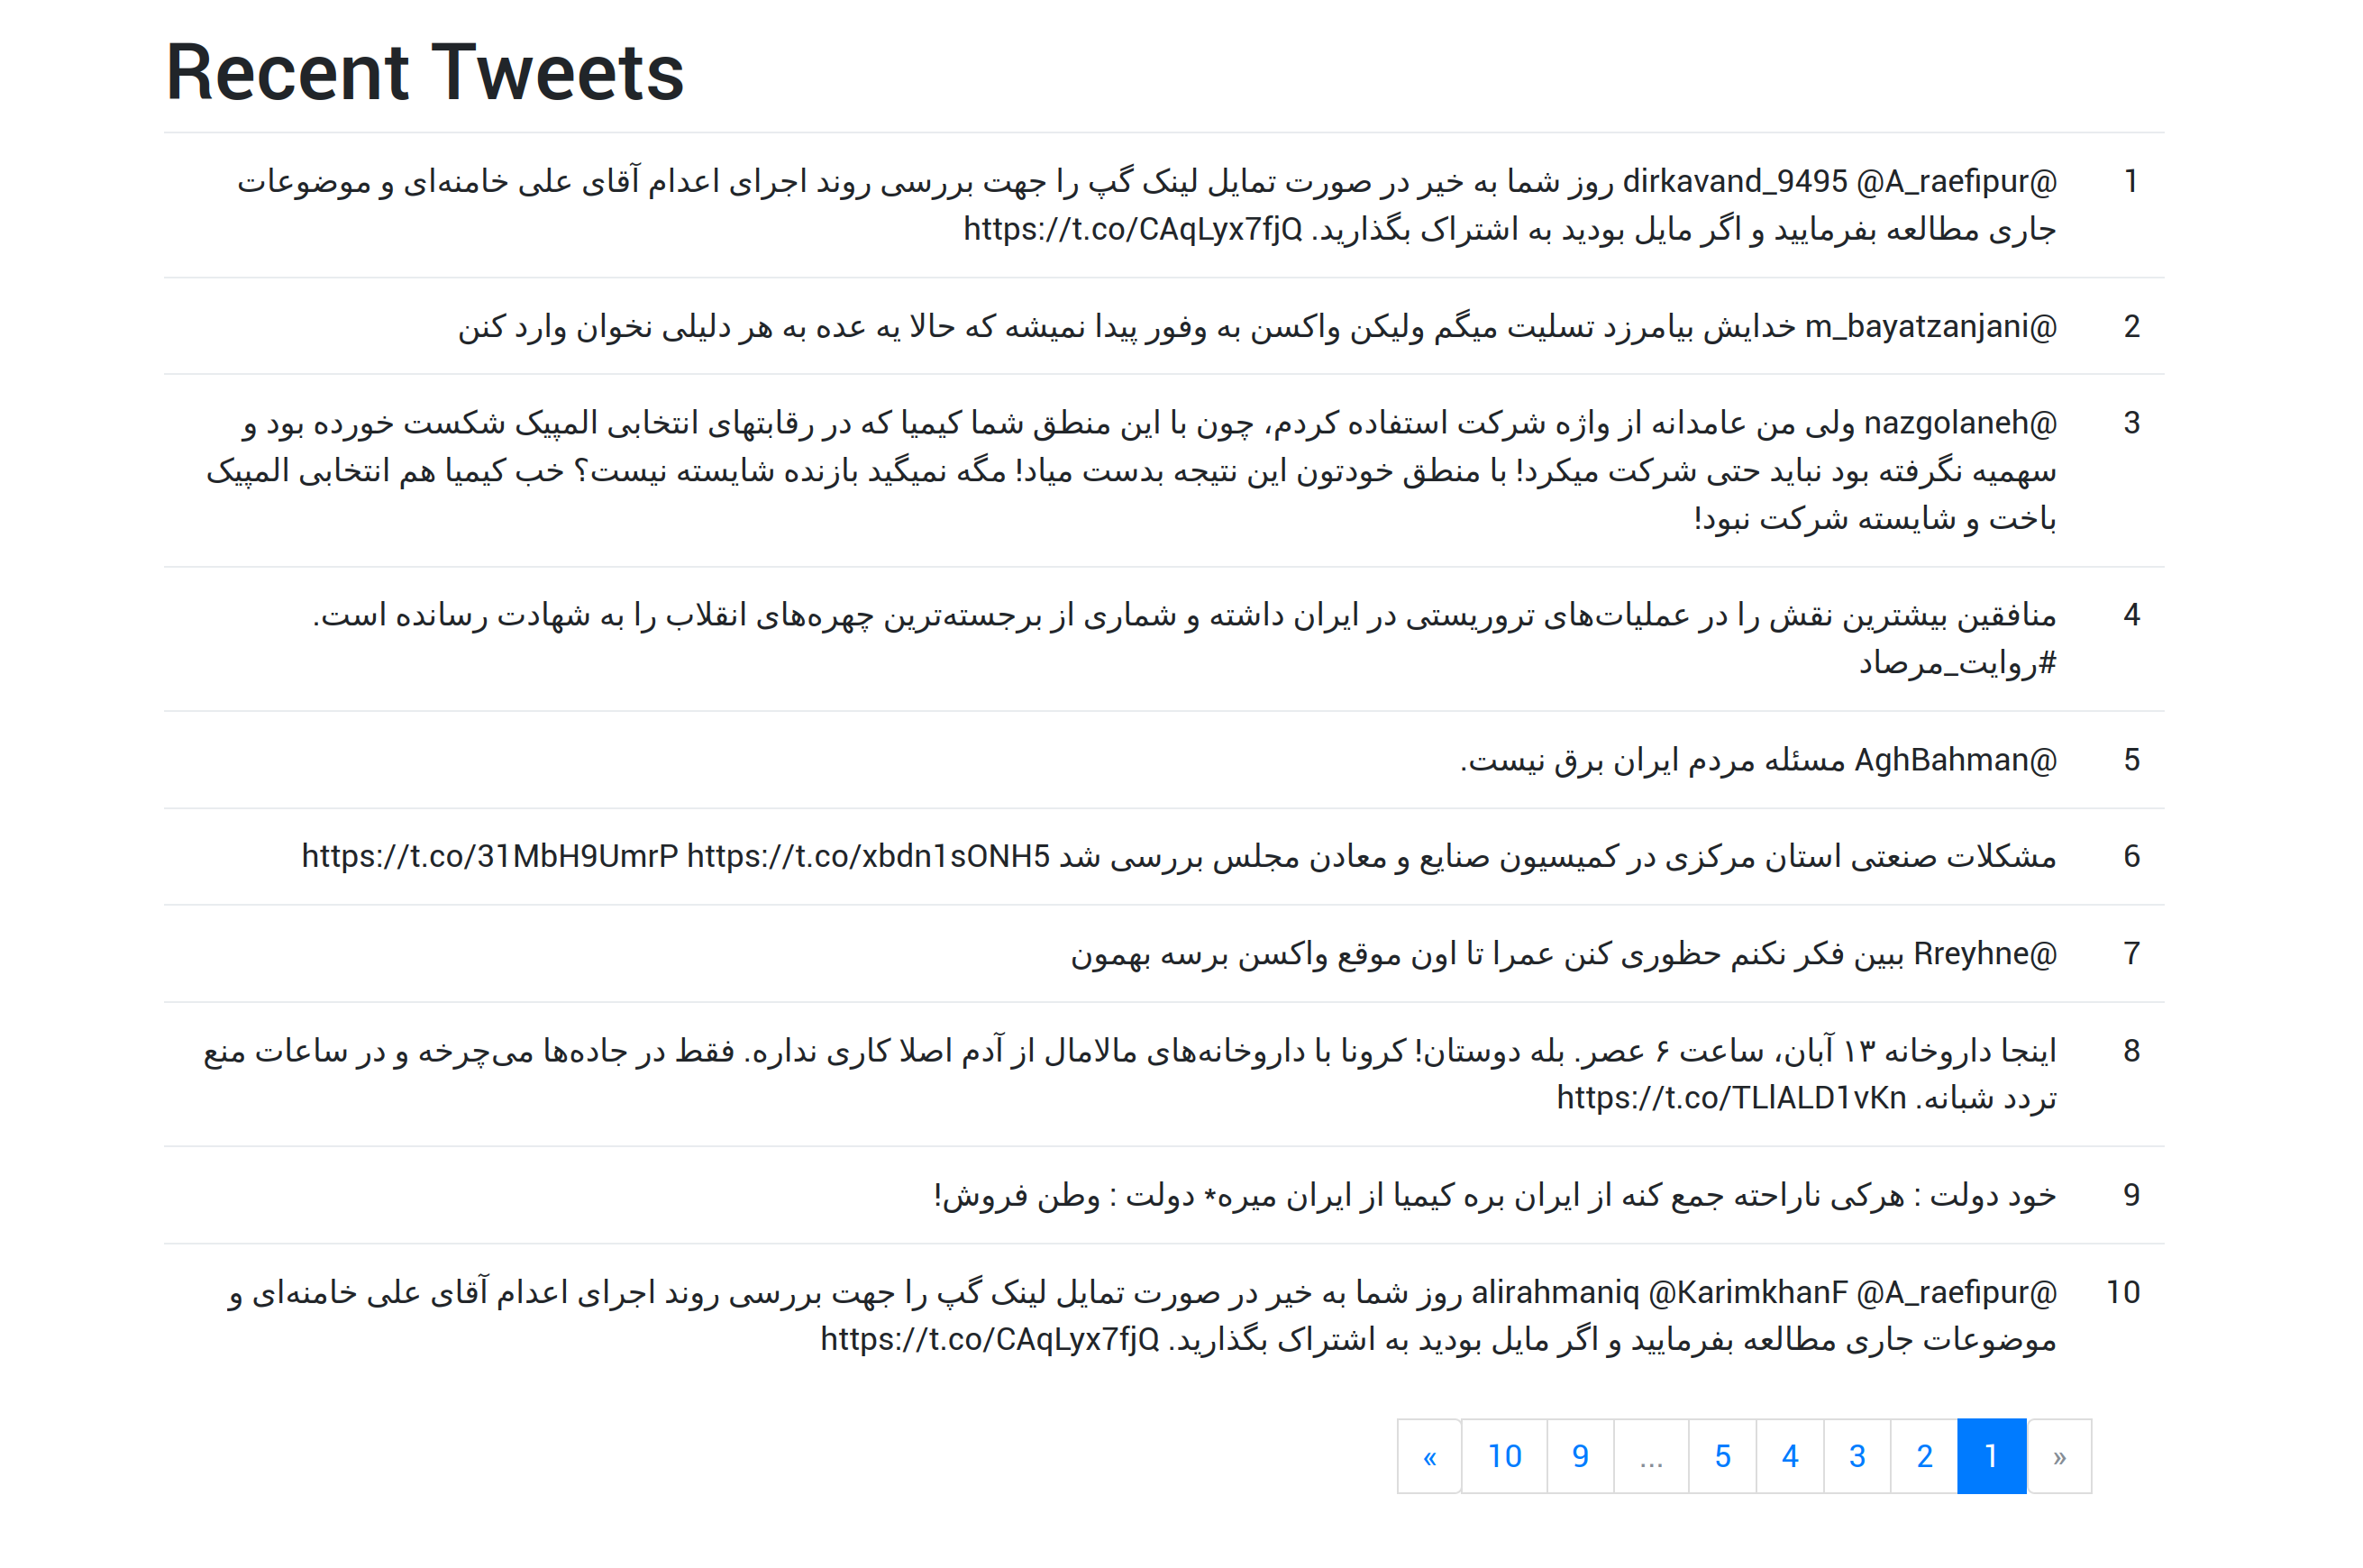 Recent Tweets
1
@dirkavand_9495 @A_raefipur روز شما به خیر در صورت تمایل لینک گپ را جهت بررسی روند اجرای اعدام آقای علی خامنه‌ای و موضوعات
جاری مطالعه بفرمایید و اگر مایل بودید به اشتراک بگذارید. https://t.co/CAqLyx7fjQ
2
@m_bayatzanjani خدایش بیامرزد تسلیت میگم ولیکن واکسن به وفور پیدا نمیشه که حالا یه عده به هر دلیلی نخوان وارد کنن
3
@nazgolaneh ولی من عامدانه از واژه شرکت استفاده کردم، چون با این منطق شما کیمیا که در رقابتهای انتخابی المپیک شکست خورده بود و
سهمیه نگرفته بود نباید حتی شرکت میکرد! با منطق خودتون این نتیجه بدست میاد! مگه نمیگید بازنده شایسته نیست؟ خب کیمیا هم انتخابی المپیک
باخت و شایسته شرکت نبود!
4
منافقین بیشترین نقش را در عملیات‌های تروریستی در ایران داشته و شماری از برجسته‌ترین چهره‌های انقلاب را به شهادت رسانده است.
#روایت_مرصاد
5
@AghBahman مسئله مردم ایران برق نیست.
6
مشکلات صنعتی استان مرکزی در کمیسیون صنایع و معادن مجلس بررسی شد https://t.co/31MbH9UmrP https://t.co/xbdn1sONH5
7
@Rreyhne ببین فکر نکنم حظوری کنن عمرا تا اون موقع واکسن برسه بهمون
8
اینجا داروخانه ۱۳ آبان، ساعت ۶ عصر. بله دوستان! کرونا با داروخانه‌های مالامال از آدم اصلا کاری نداره. فقط در جاده‌ها می‌چرخه و در ساعات منع
تردد شبانه. https://t.co/TLlALD1vKn
9
خود دولت : هرکی ناراحته جمع کنه از ایران بره کیمیا از ایران میره* دولت : وطن فروش!
10
@alirahmaniq @KarimkhanF @A_raefipur روز شما به خیر در صورت تمایل لینک گپ را جهت بررسی روند اجرای اعدام آقای علی خامنه‌ای و
موضوعات جاری مطالعه بفرمایید و اگر مایل بودید به اشتراک بگذارید. https://t.co/CAqLyx7fjQ
« 1 2 3 4 5 ... 9 10 »